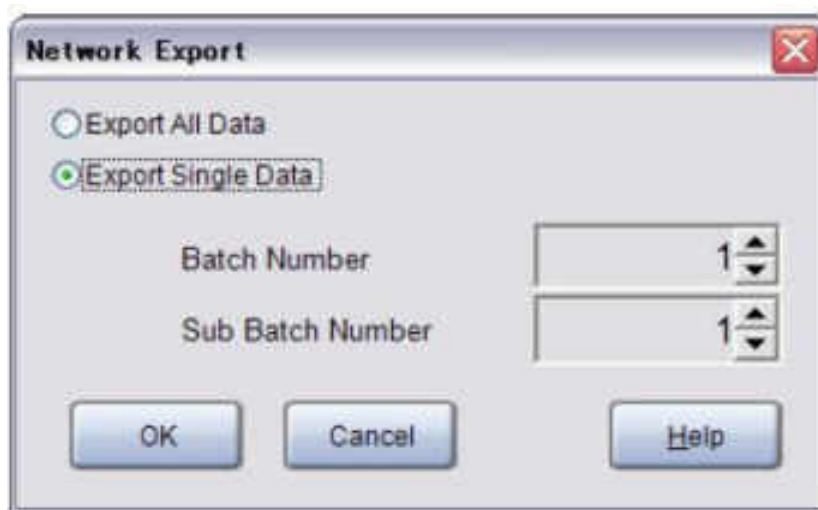 Network Export
Export All Data
Export Single Data
Batch Number 1
Sub Batch Number 1
OK Cancel Help